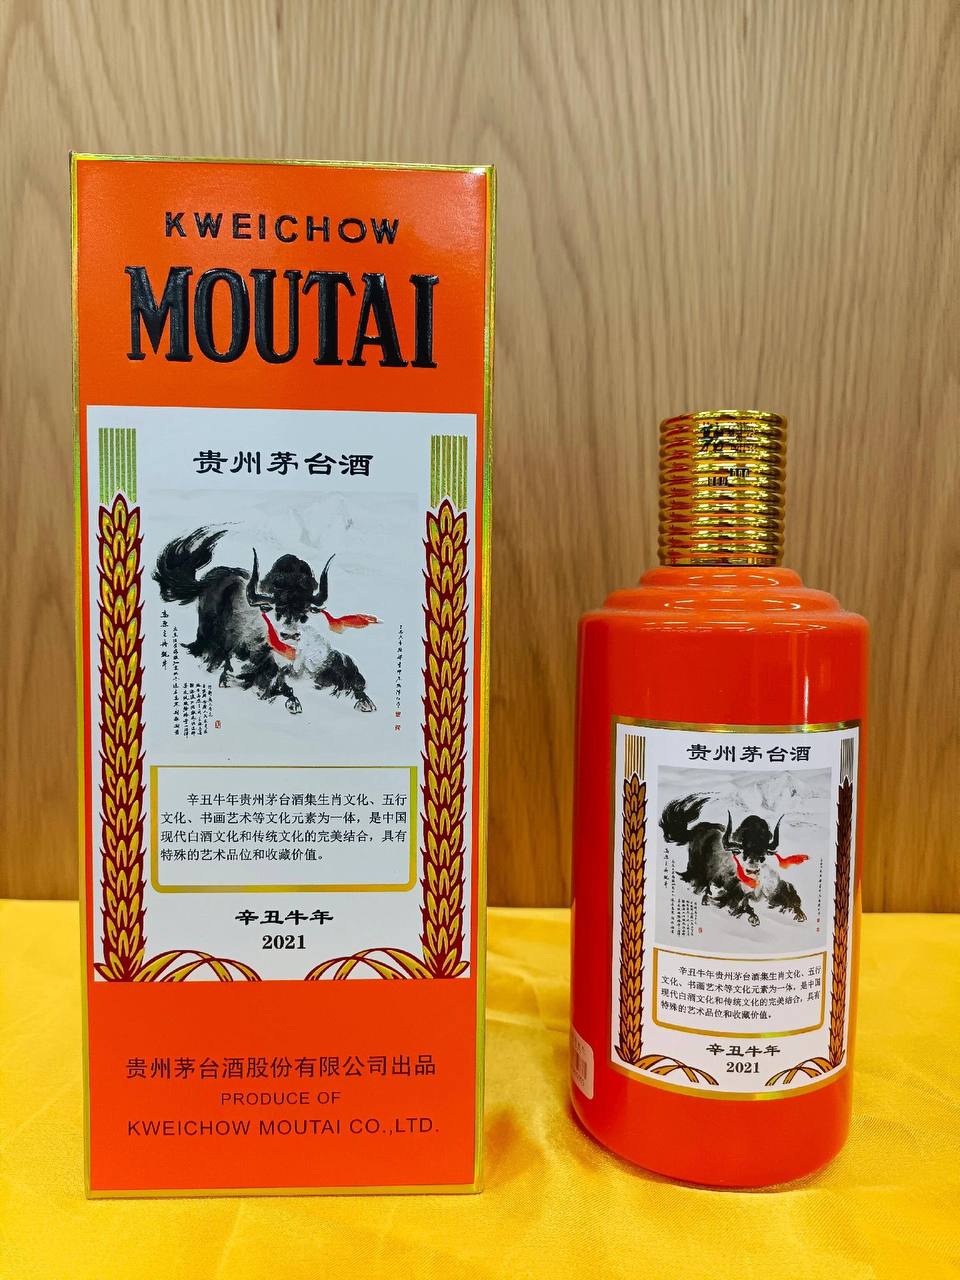 KWEICHOW
MOUTAI
贵州茅台酒
辛丑牛年贵州茅台酒集生肖文化、五行
文化、书画艺术等文化元素为一体，是中国
现代白酒文化和传统文化的完美结合，具有
特殊的艺术品位和收藏价值。
辛丑牛年
2021
贵州茅台酒股份有限公司出品
PRODUCE OF
KWEICHOW MOUTAI CO.,LTD.
贵州茅台酒
辛丑牛年贵州茅台酒集生肖文化、五行
文化、书画艺术等文化元素为一体，是中国
现代白酒文化和传统文化的完美结合，具有
特殊的艺术品位和收藏价值。
辛丑牛年
2021